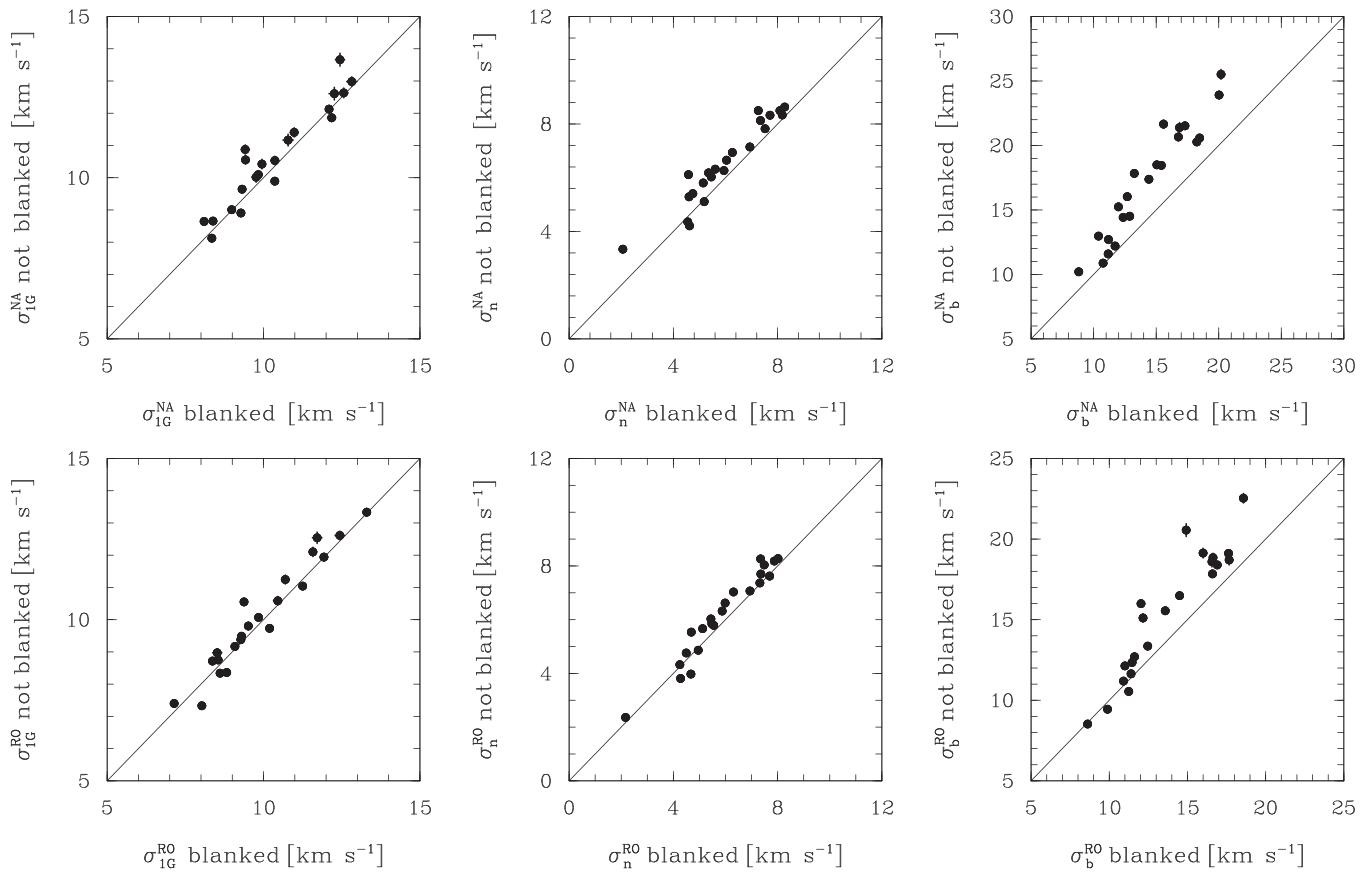 15
10
5
5 10 15
σ_1G^NA not blanked [km s⁻¹]
σ_1G^NA blanked [km s⁻¹]
12
8
4
0
0 4 8 12
σ_n^NA not blanked [km s⁻¹]
σ_n^NA blanked [km s⁻¹]
30
25
20
15
10
5
5 10 15 20 25 30
σ_b^NA not blanked [km s⁻¹]
σ_b^NA blanked [km s⁻¹]
15
10
5
5 10 15
σ_1G^RO not blanked [km s⁻¹]
σ_1G^RO blanked [km s⁻¹]
12
8
4
0
0 4 8 12
σ_n^RO not blanked [km s⁻¹]
σ_n^RO blanked [km s⁻¹]
25
20
15
10
5
5 10 15 20 25
σ_b^RO not blanked [km s⁻¹]
σ_b^RO blanked [km s⁻¹]